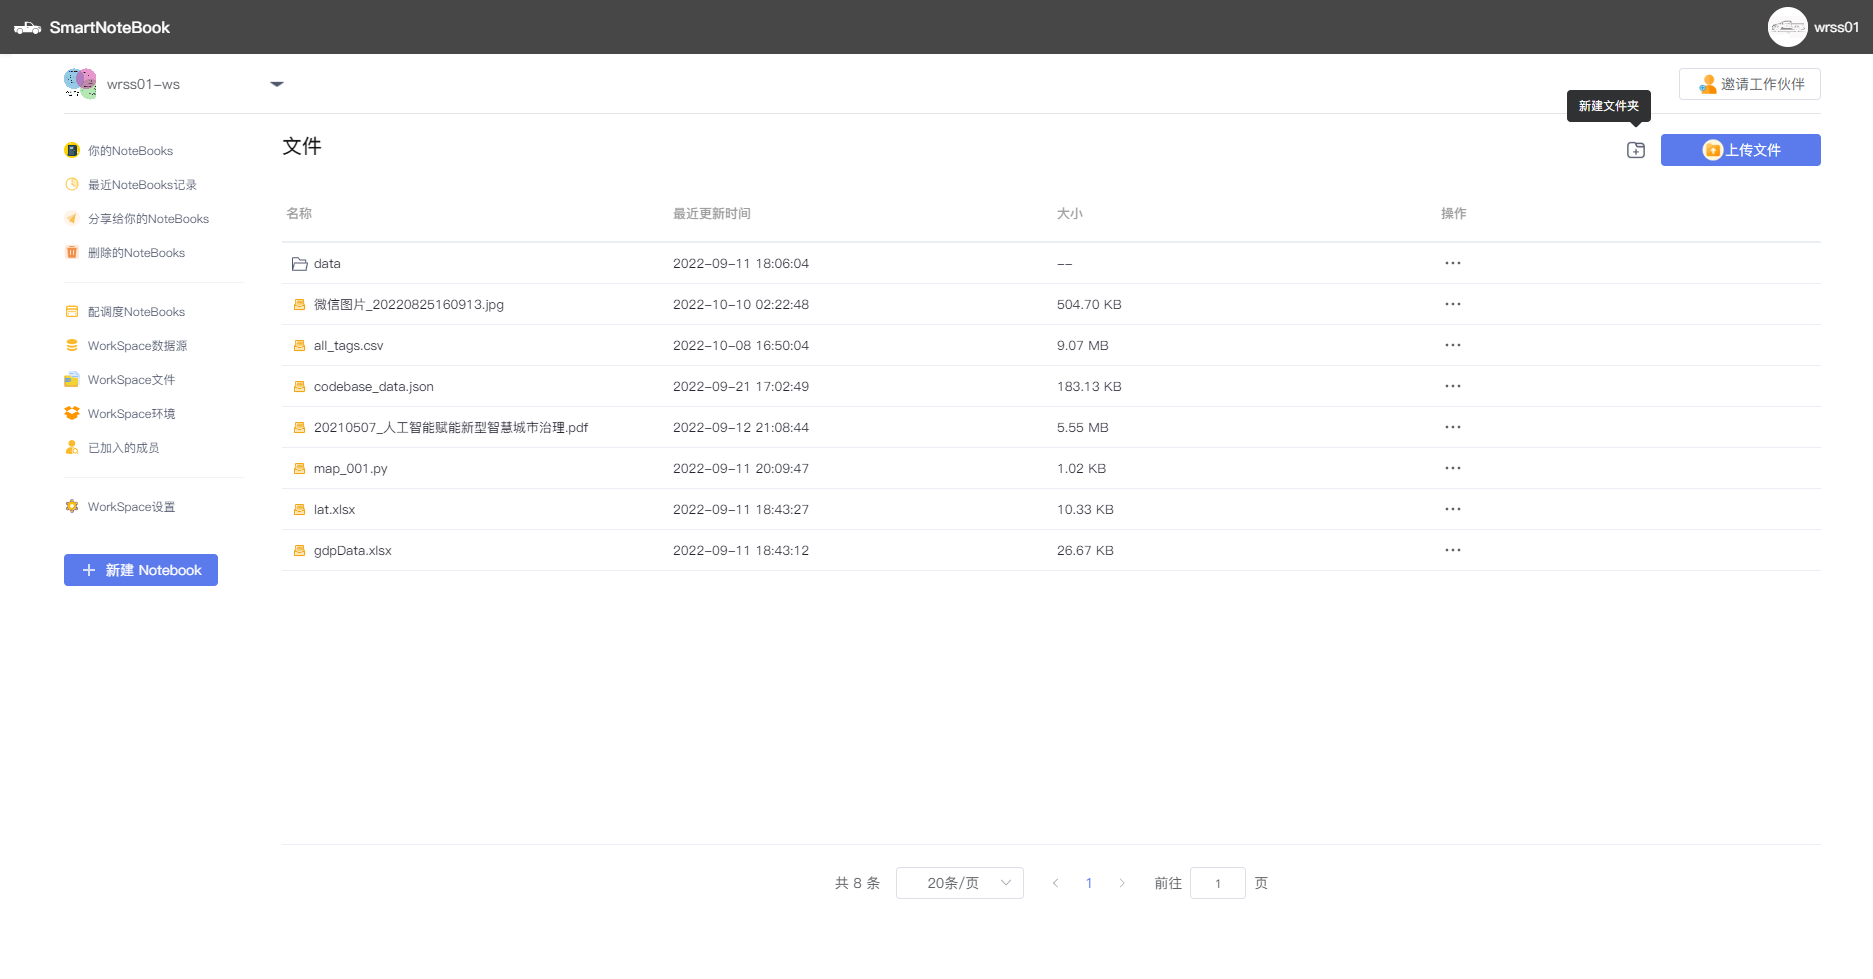 SmartNoteBook
wrss01
wrss01-ws
邀请工作伙伴
新建文件夹
文件
上传文件
你的NoteBooks
最近NoteBooks记录
分享给你的NoteBooks
删除的NoteBooks
配调度NoteBooks
WorkSpace数据源
WorkSpace文件
WorkSpace环境
已加入的成员
WorkSpace设置
新建 Notebook
名称 最近更新时间 大小 操作
data 2022-09-11 18:06:04 -- ···
微信图片_20220825160913.jpg 2022-10-10 02:22:48 504.70 KB ···
all_tags.csv 2022-10-08 16:50:04 9.07 MB ···
codebase_data.json 2022-09-21 17:02:49 183.13 KB ···
20210507_人工智能赋能新型智慧城市治理.pdf 2022-09-12 21:08:44 5.55 MB ···
map_001.py 2022-09-11 20:09:47 1.02 KB ···
lat.xlsx 2022-09-11 18:43:27 10.33 KB ···
gdpData.xlsx 2022-09-11 18:43:12 26.67 KB ···
共 8 条 20条/页 1 前往 1 页